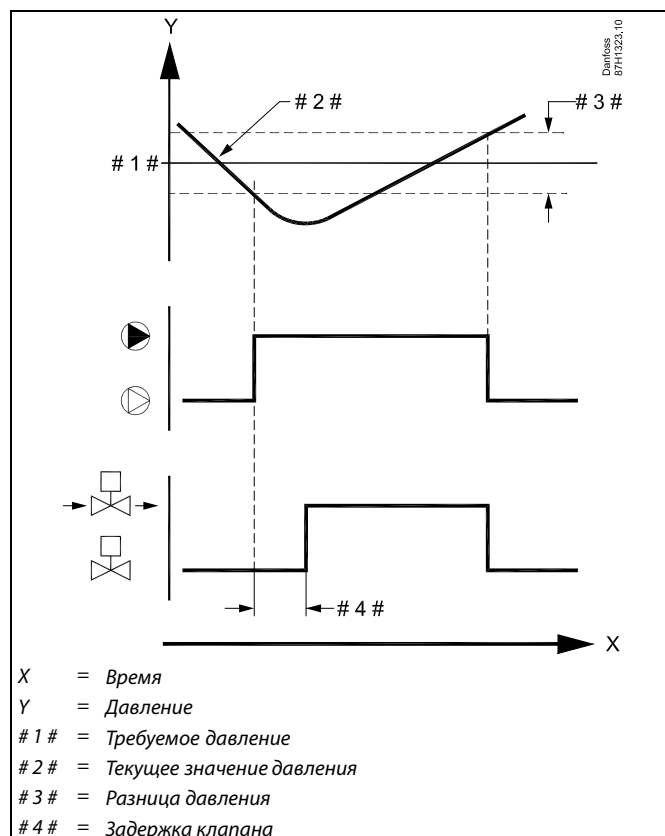 Y
Danfoss
87H1323.10
# 2 #
# 3 #
# 1 #
# 4 #
X
X = Время
Y = Давление
# 1 # = Требуемое давление
# 2 # = Текущее значение давления
# 3 # = Разница давления
# 4 # = Задержка клапана